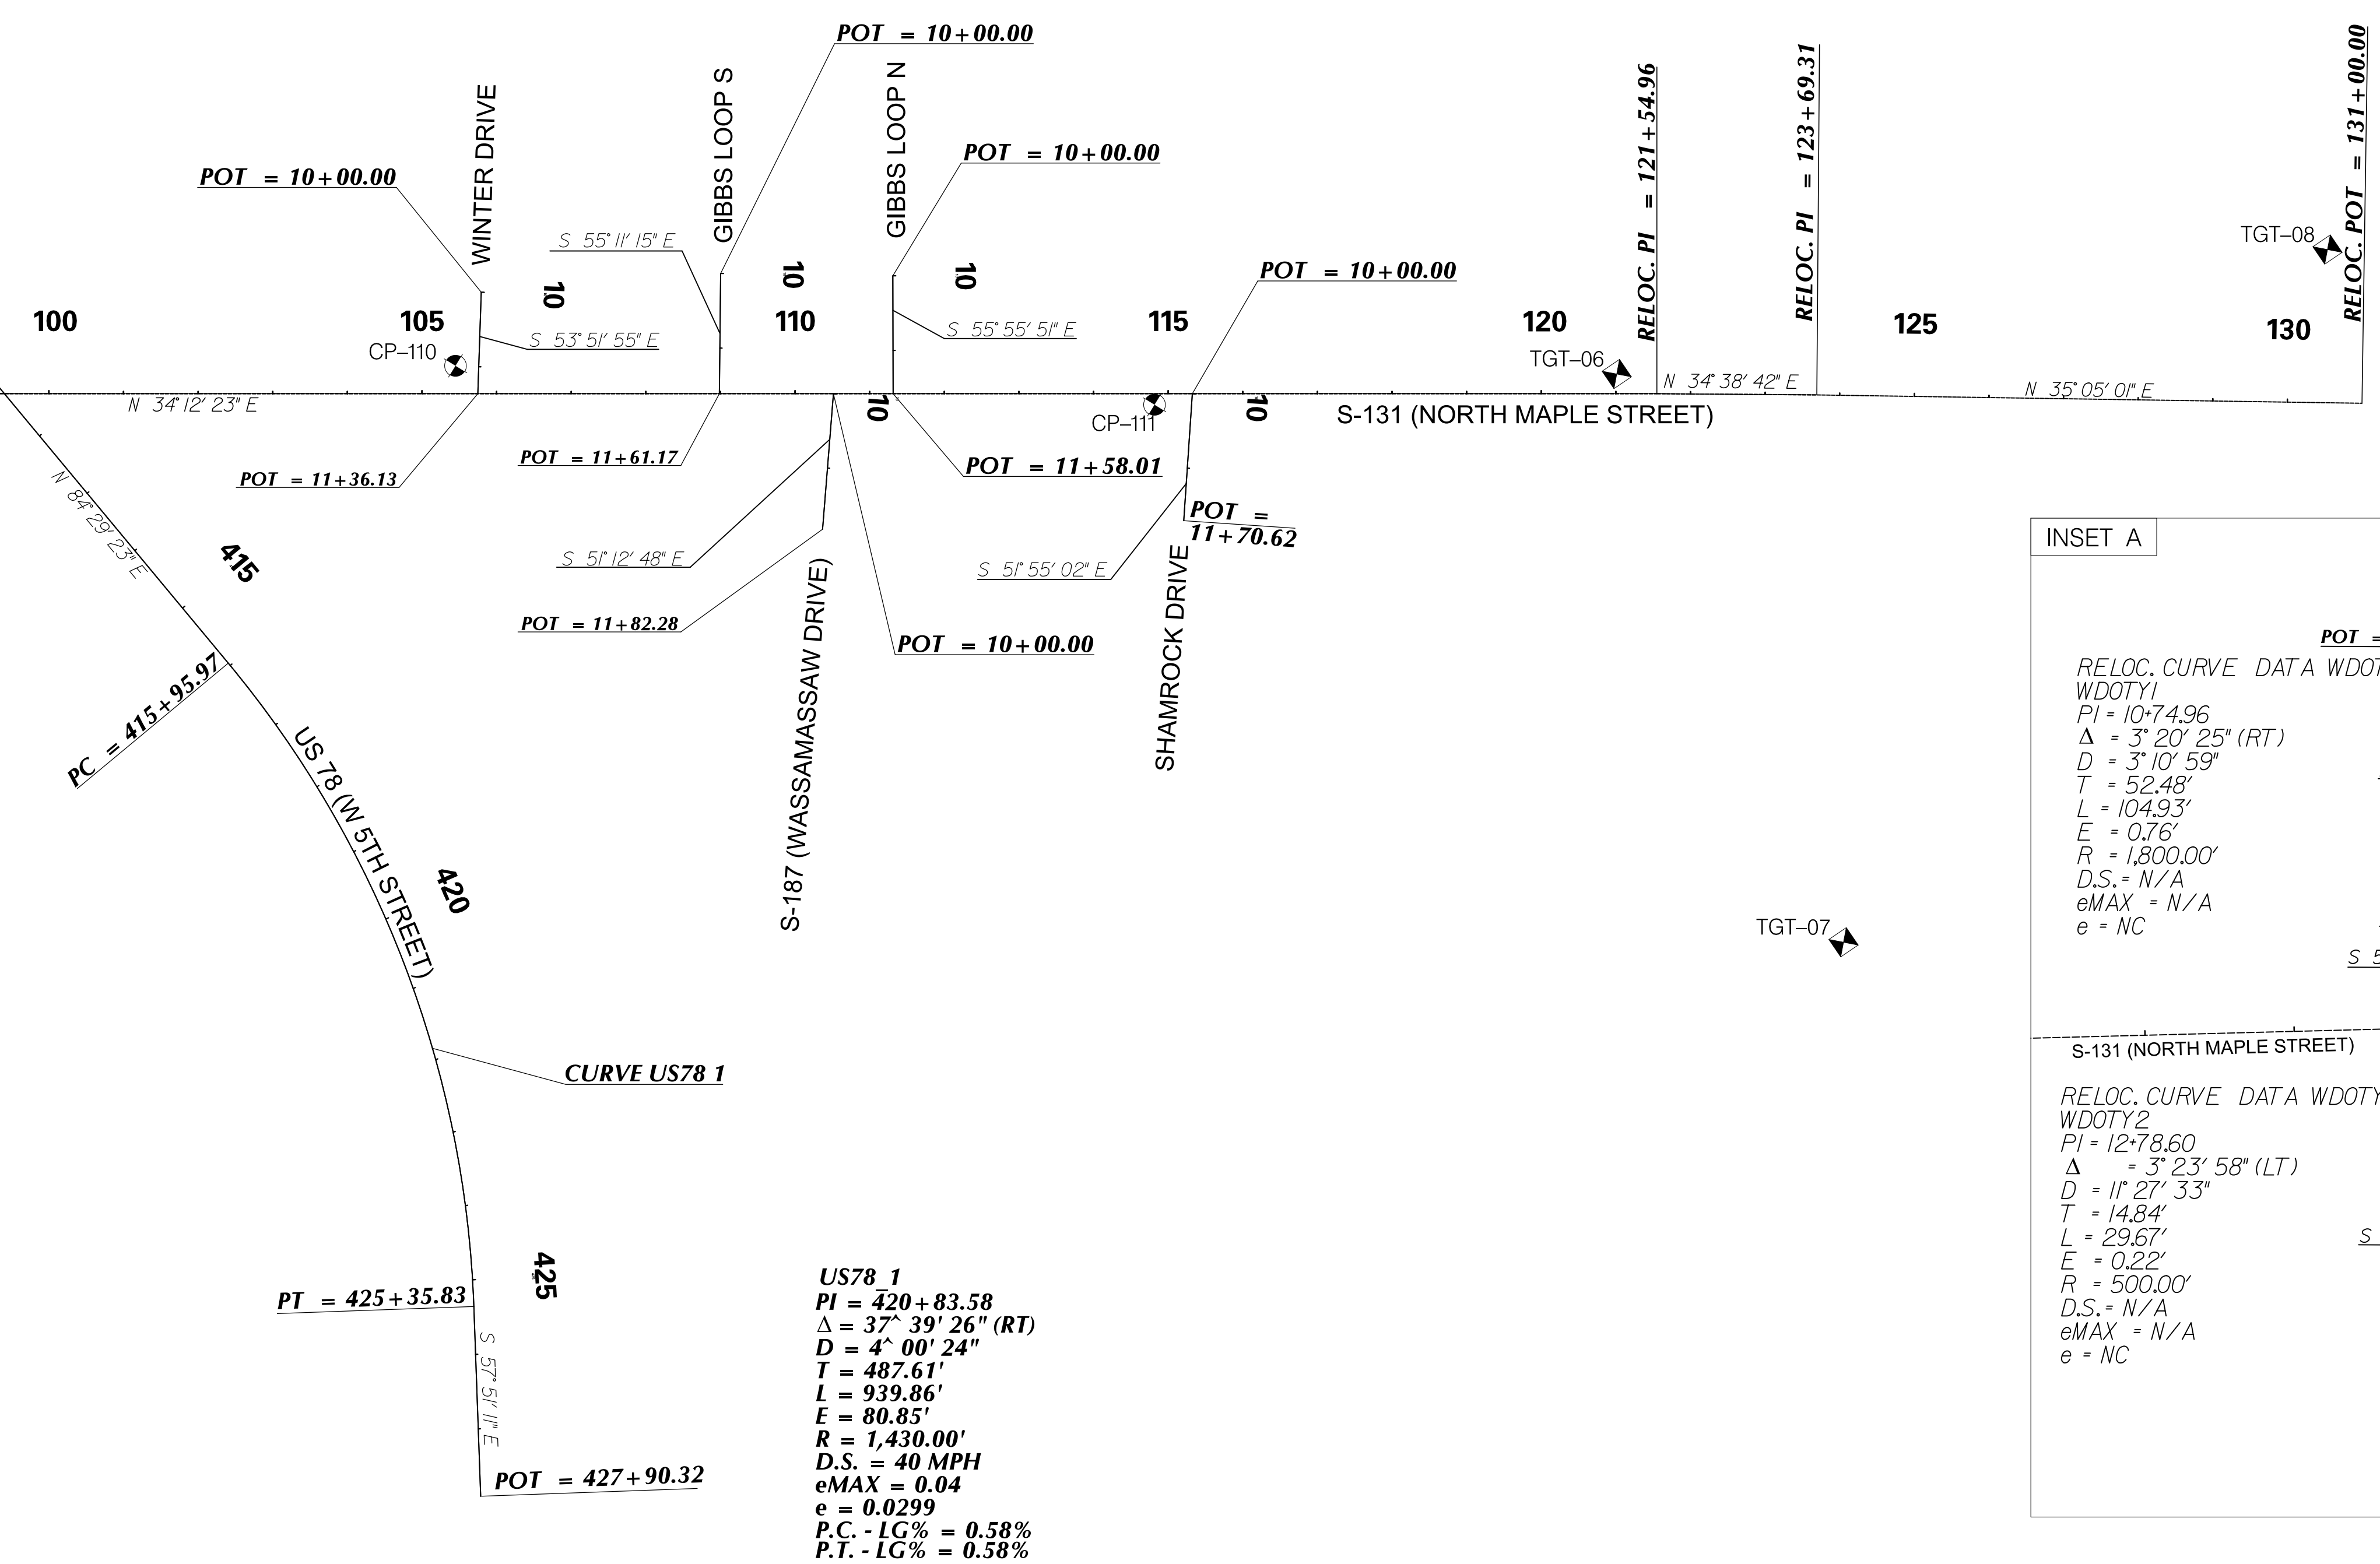 POT = 10+00.00
POT = 10+00.00
POT = 10+00.00
POT = 10+00.00
WINTER DRIVE
GIBBS LOOP S
GIBBS LOOP N
RELOC. PI = 121+54.96
RELOC. PI = 123+69.31
RELOC. POT = 131+00.00
S 55° 11' 15" E
S 53° 51' 55" E
S 55° 55' 51" E
10
10
10
TGT-08
100
105
110
115
120
125
130
CP-110
TGT-06
N 34° 12' 23" E
N 34° 38' 42" E
N 35° 05' 01" E
10
10
CP-111
S-131 (NORTH MAPLE STREET)
POT = 11+36.13
POT = 11+61.17
POT = 11+58.01
POT =
11+70.62
N 84° 29' 23" E
415
S 51° 12' 48" E
S 51° 55' 02" E
POT = 11+82.28
POT = 10+00.00
S-187 (WASSAMASSAW DRIVE)
SHAMROCK DRIVE
PC = 415+95.97
US 78 (W 5TH STREET)
420
TGT-07
CURVE US78 1
425
PT = 425+35.83
S 57° 51' 11" E
POT = 427+90.32
US78_1
PI = 420+83.58
Δ = 37^ 39' 26" (RT)
D = 4^ 00' 24"
T = 487.61'
L = 939.86'
E = 80.85'
R = 1,430.00'
D.S. = 40 MPH
eMAX = 0.04
e = 0.0299
P.C. - LG% = 0.58%
P.T. - LG% = 0.58%
INSET A
POT =
RELOC. CURVE DATA WDOT
WDOTY1
PI = 10+74.96
Δ = 3° 20' 25" (RT)
D = 3° 10' 59"
T = 52.48'
L = 104.93'
E = 0.76'
R = 1,800.00'
D.S. = N/A
eMAX = N/A
e = NC
S 5
S-131 (NORTH MAPLE STREET)
RELOC. CURVE DATA WDOTY
WDOTY2
PI = 12+78.60
Δ = 3° 23' 58" (LT)
D = 11° 27' 33"
T = 14.84'
L = 29.67'
S
E = 0.22'
R = 500.00'
D.S. = N/A
eMAX = N/A
e = NC